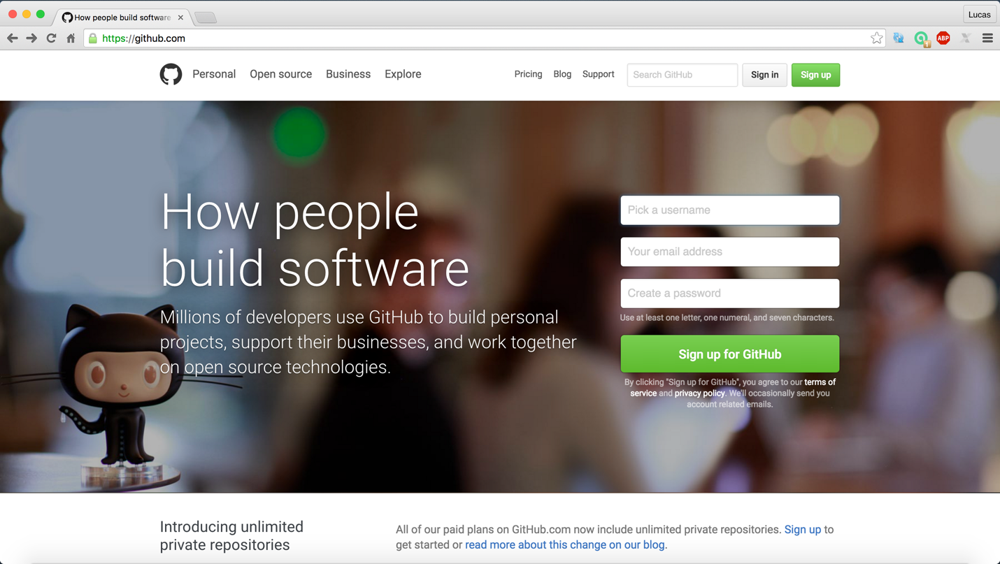 How people build software
Lucas
https://github.com
ABP
Personal Open source Business Explore
Pricing Blog Support Search GitHub Sign in Sign up
How people
build software
Millions of developers use GitHub to build personal
projects, support their businesses, and work together
on open source technologies.
Pick a username
Your email address
Create a password
Use at least one letter, one numeral, and seven characters.
Sign up for GitHub
By clicking "Sign up for GitHub", you agree to our terms of
service and privacy policy. We'll occasionally send you
account related emails.
Introducing unlimited
private repositories
All of our paid plans on GitHub.com now include unlimited private repositories. Sign up to
get started or read more about this change on our blog.